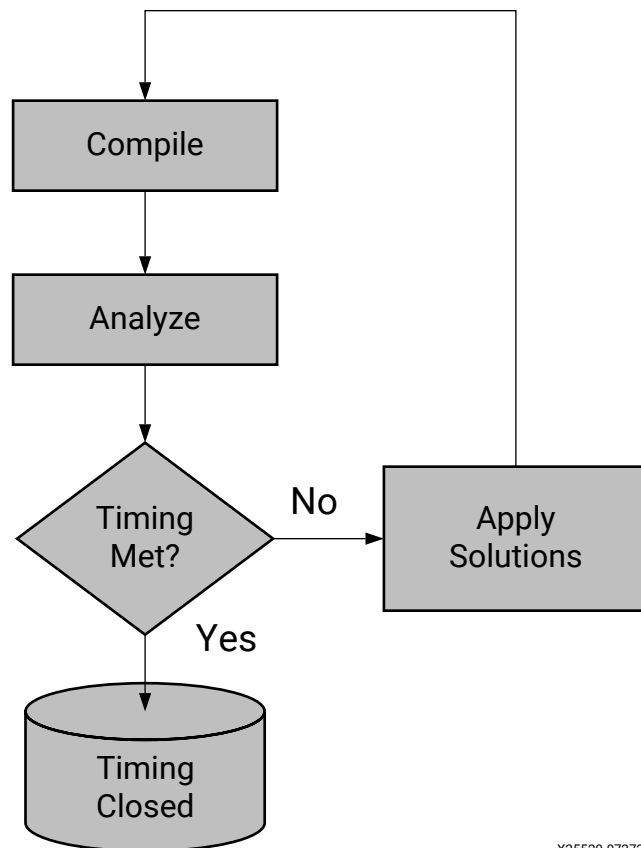 Compile
Analyze
Timing
Met?
No
Apply
Solutions
Yes
Timing
Closed